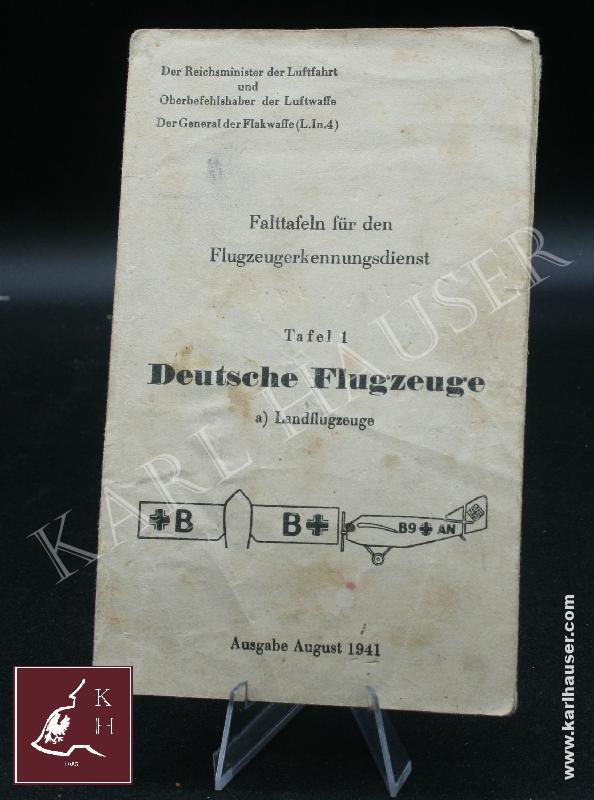 Der Reichsminister der Luftfahrt
und
Oberbefehlshaber der Luftwaffe
Der General der Flakwaffe (L.In.4)
Falttafeln für den
Flugzeugerkennungsdienst
Tafel 1
Deutsche Flugzeuge
a) Landflugzeuge
B B B9 AN
Ausgabe August 1941
KARL HAUSER
K
H
www.karlhauser.com